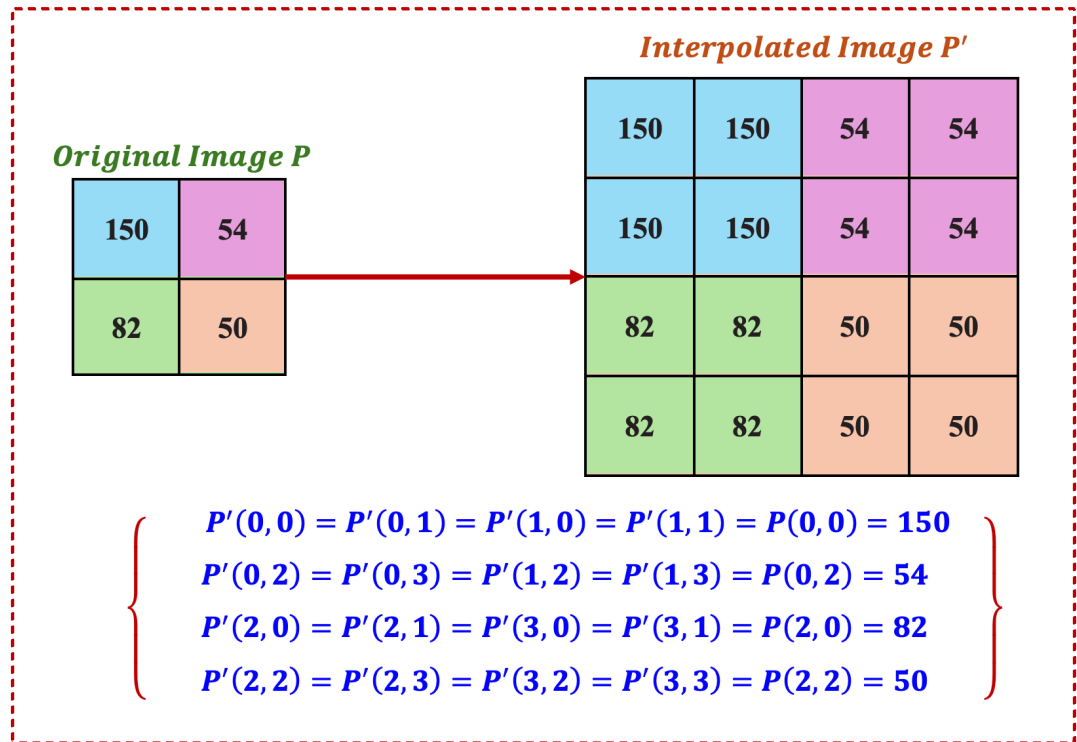 Interpolated Image P′
150 150 54 54
Original Image P
150 150 54 54
150 54
82 50
82 82 50 50
82 82 50 50
P′(0,0) = P′(0,1) = P′(1,0) = P′(1,1) = P(0,0) = 150
P′(0,2) = P′(0,3) = P′(1,2) = P′(1,3) = P(0,2) = 54
P′(2,0) = P′(2,1) = P′(3,0) = P′(3,1) = P(2,0) = 82
P′(2,2) = P′(2,3) = P′(3,2) = P′(3,3) = P(2,2) = 50